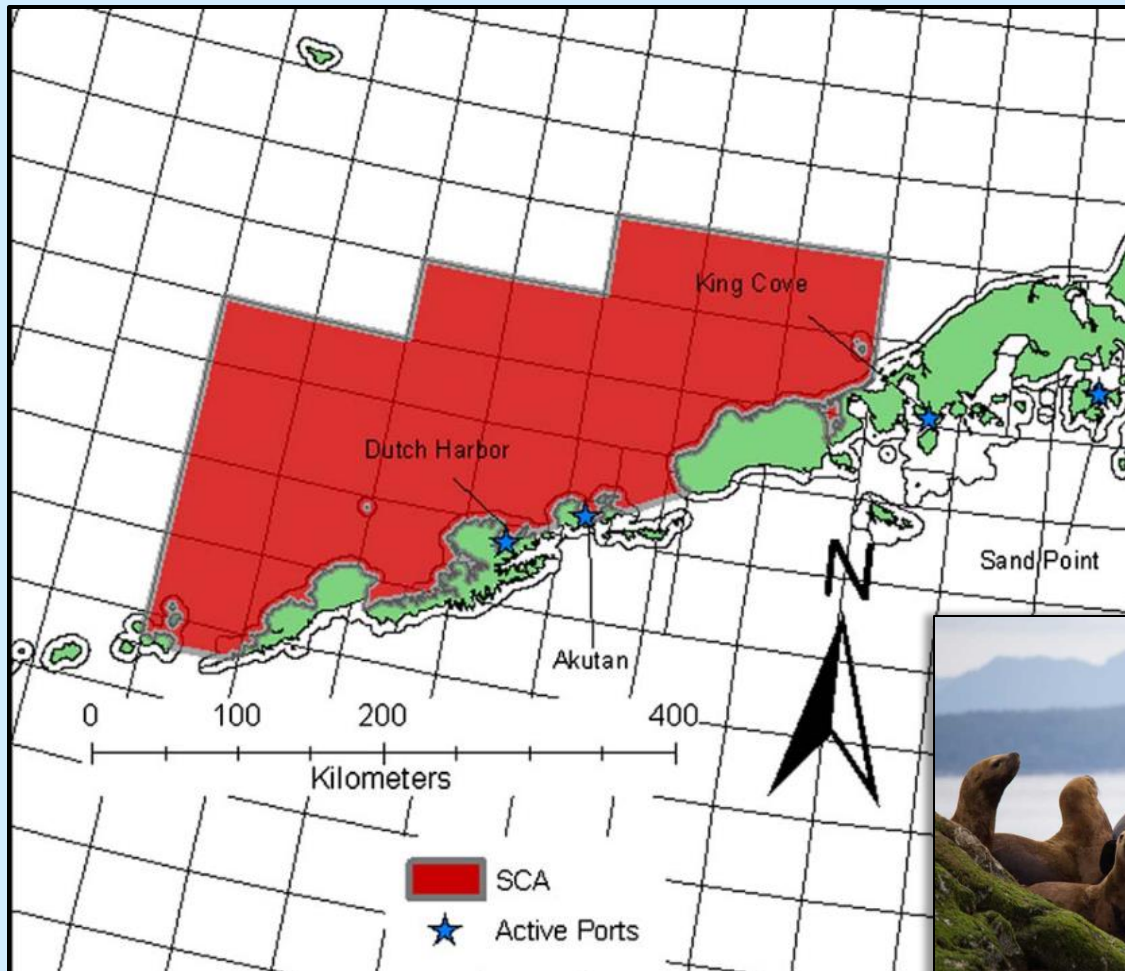 King Cove
Dutch Harbor
Sand Point
Akutan
N
0 100 200 400
Kilometers
SCA
Active Ports